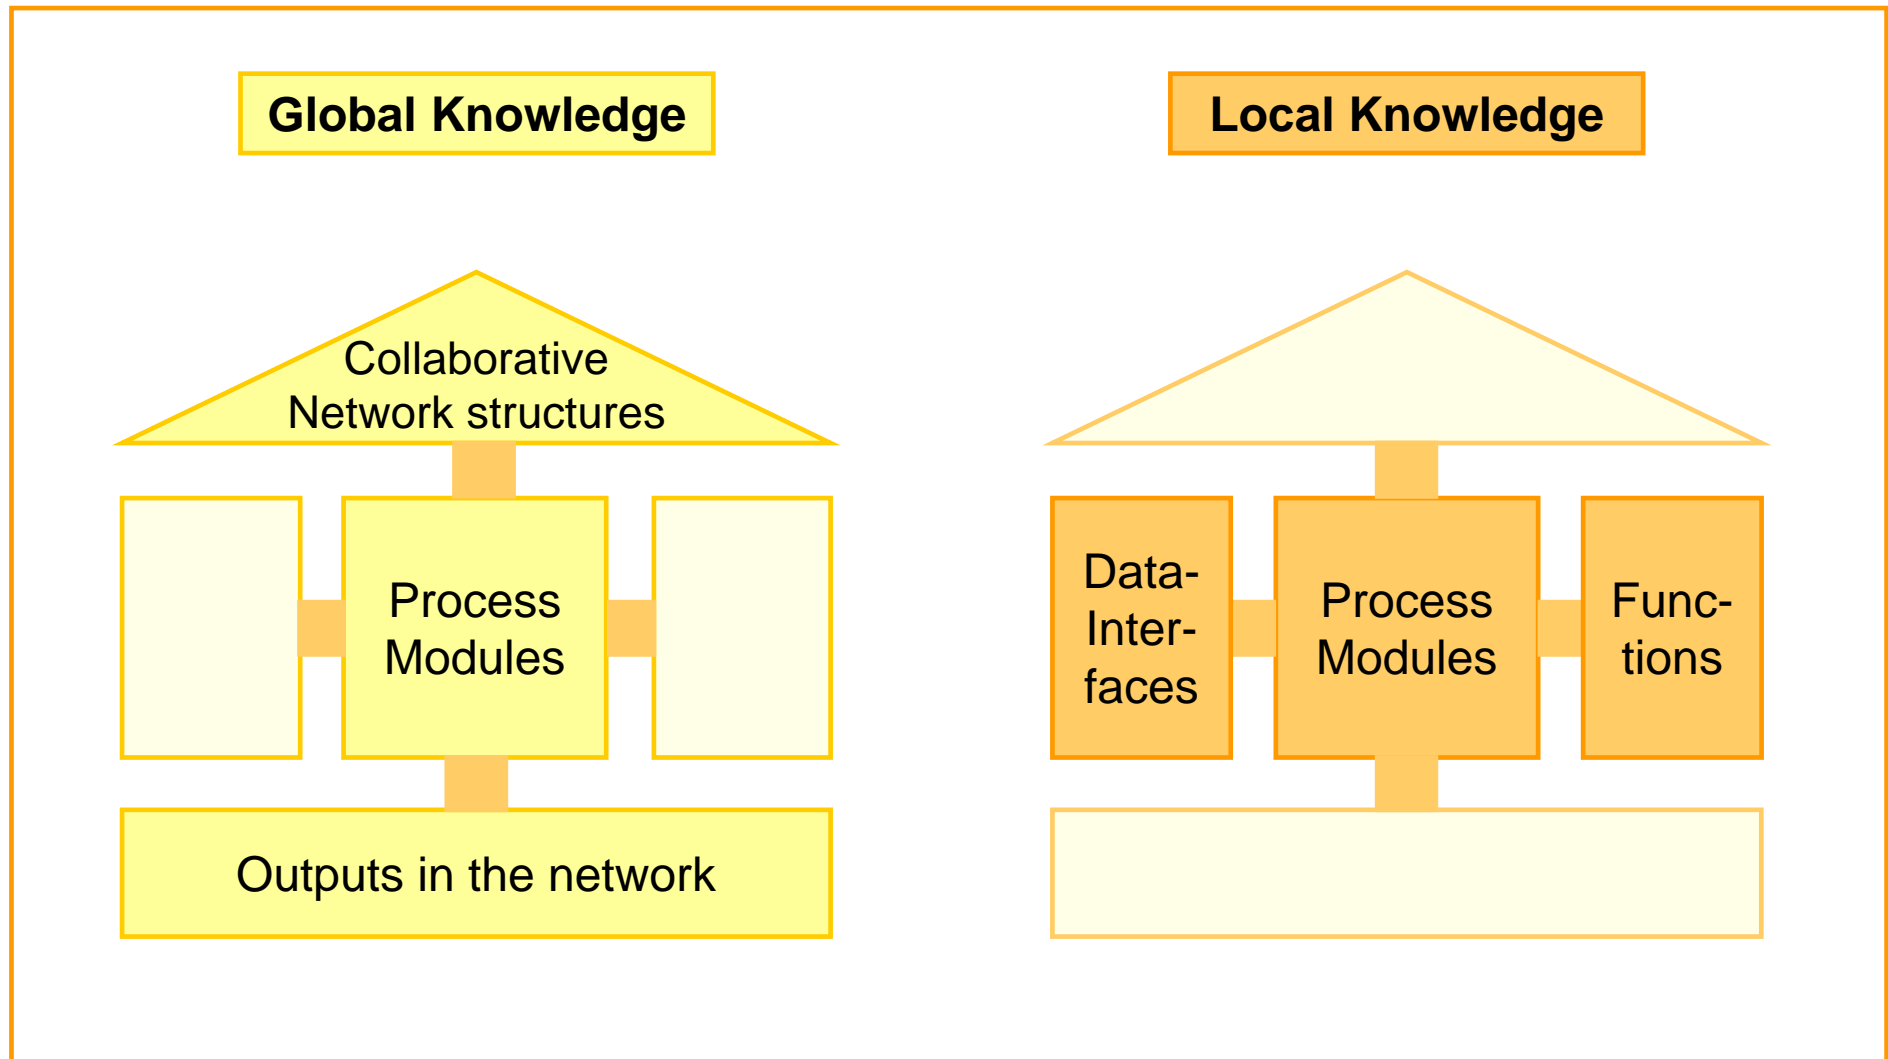 Global Knowledge
Local Knowledge
Collaborative
Network structures
Process
Modules
Outputs in the network
Data-
Inter-
faces
Process
Modules
Func-
tions